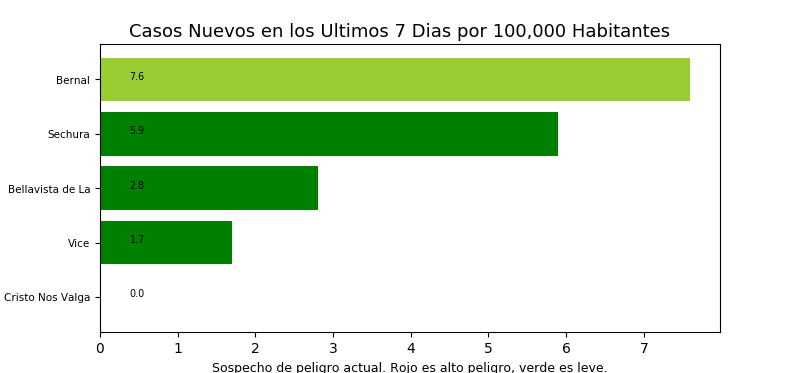 Casos Nuevos en los Ultimos 7 Dias por 100,000 Habitantes
Bernal 7.6
Sechura 5.9
Bellavista de La 2.8
Vice 1.7
Cristo Nos Valga 0.0
0 1 2 3 4 5 6 7
Sospecho de peligro actual. Rojo es alto peligro, verde es leve.